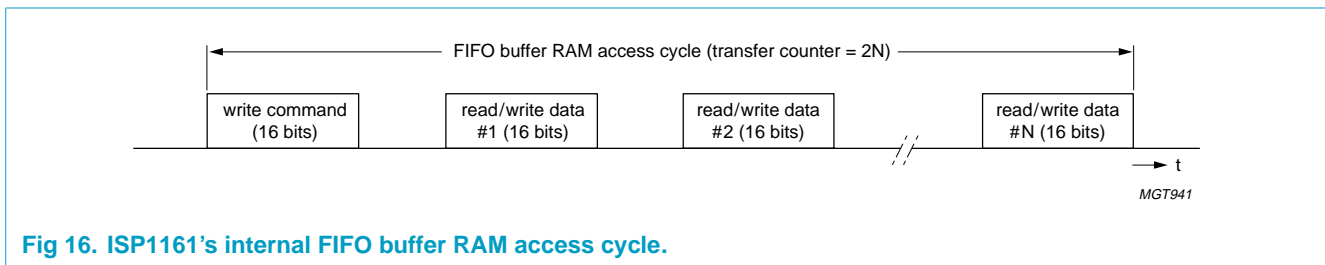 FIFO buffer RAM access cycle (transfer counter = 2N)
write command
(16 bits)
read/write data
#1 (16 bits)
read/write data
#2 (16 bits)
read/write data
#N (16 bits)
t
MGT941
Fig 16. ISP1161’s internal FIFO buffer RAM access cycle.